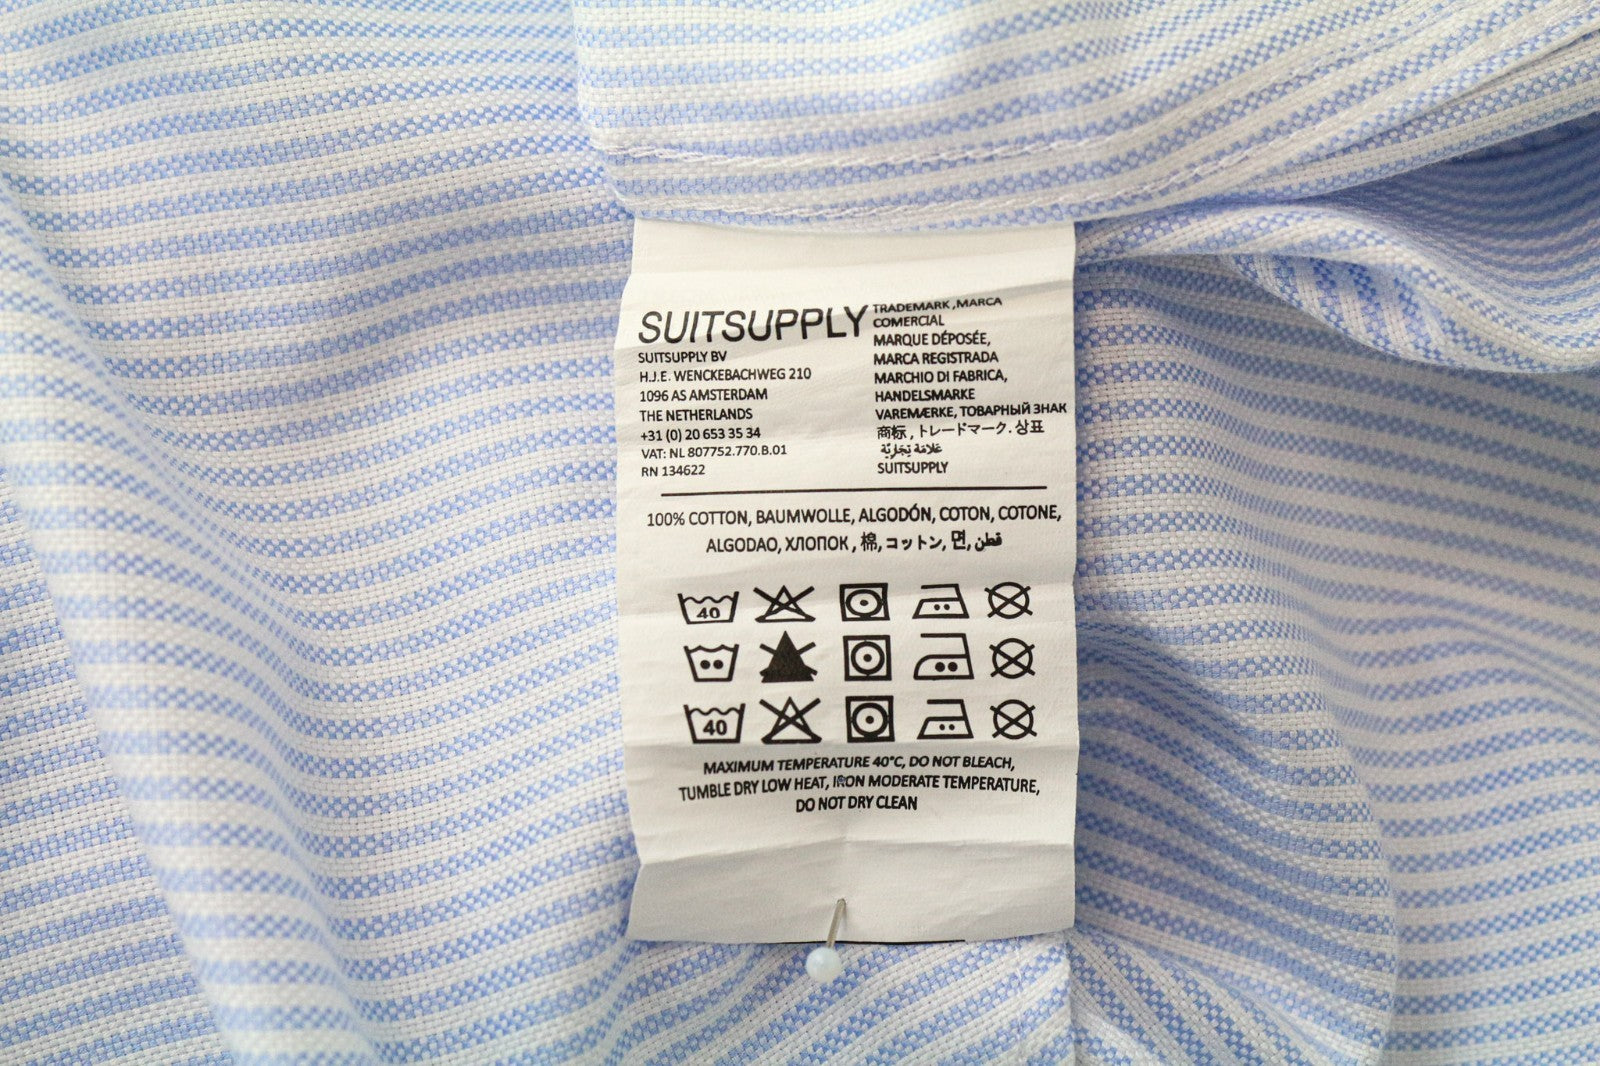 SUITSUPPLY
SUITSUPPLY BV
H.J.E. WENCKEBACHWEG 210
1096 AS AMSTERDAM
THE NETHERLANDS
+31 (0) 20 653 35 34
VAT: NL 807752.770.B.01
RN 134622
TRADEMARK ,MARCA
COMERCIAL
MARQUE DÉPOSÉE,
MARCA REGISTRADA
MARCHIO DI FABRICA,
HANDELSMARKE
VAREMÆRKE, ТОВАРНЫЙ ЗНАК
商标 , トレードマーク. 상표
عَلامَة تِجَاريَّة
SUITSUPPLY
100% COTTON, BAUMWOLLE, ALGODÓN, COTON, COTONE,
ALGODAO, ХЛОПОК , 棉, コットン, 면, قطن
40
40
MAXIMUM TEMPERATURE 40°C, DO NOT BLEACH,
TUMBLE DRY LOW HEAT, IRON MODERATE TEMPERATURE,
DO NOT DRY CLEAN